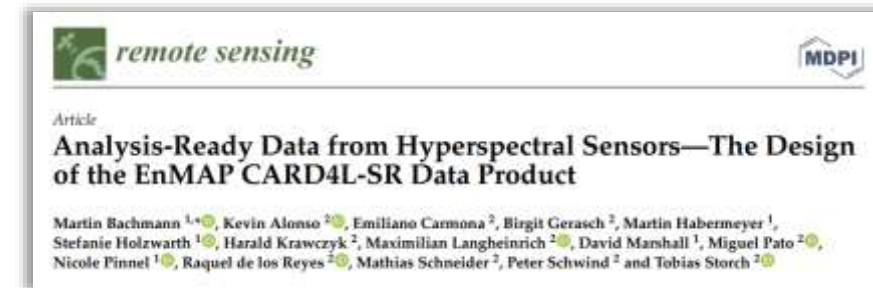 remote sensing
MDPI
Article
Analysis-Ready Data from Hyperspectral Sensors—The Design
of the EnMAP CARD4L-SR Data Product
Martin Bachmann 1,*, Kevin Alonso 2, Emiliano Carmona 2, Birgit Gerasch 2, Martin Habermeyer 1,
Stefanie Holzwarth 1, Harald Krawczyk 2, Maximilian Langheinrich 2, David Marshall 1, Miguel Pato 2,
Nicole Pinnel 1, Raquel de los Reyes 2, Mathias Schneider 2, Peter Schwind 2 and Tobias Storch 2